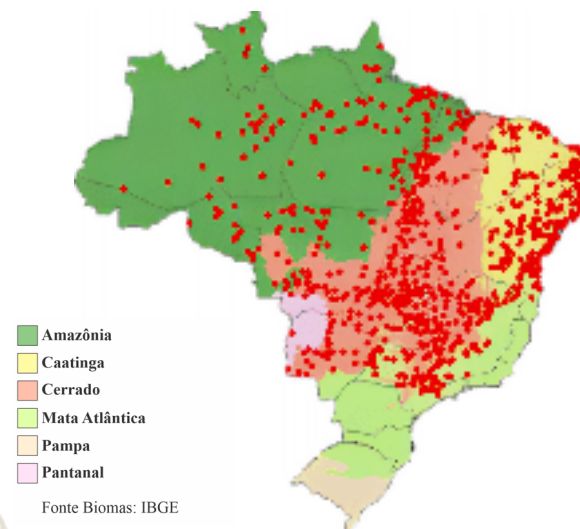 Amazônia
Caatinga
Cerrado
Mata Atlântica
Pampa
Pantanal
Fonte Biomas: IBGE